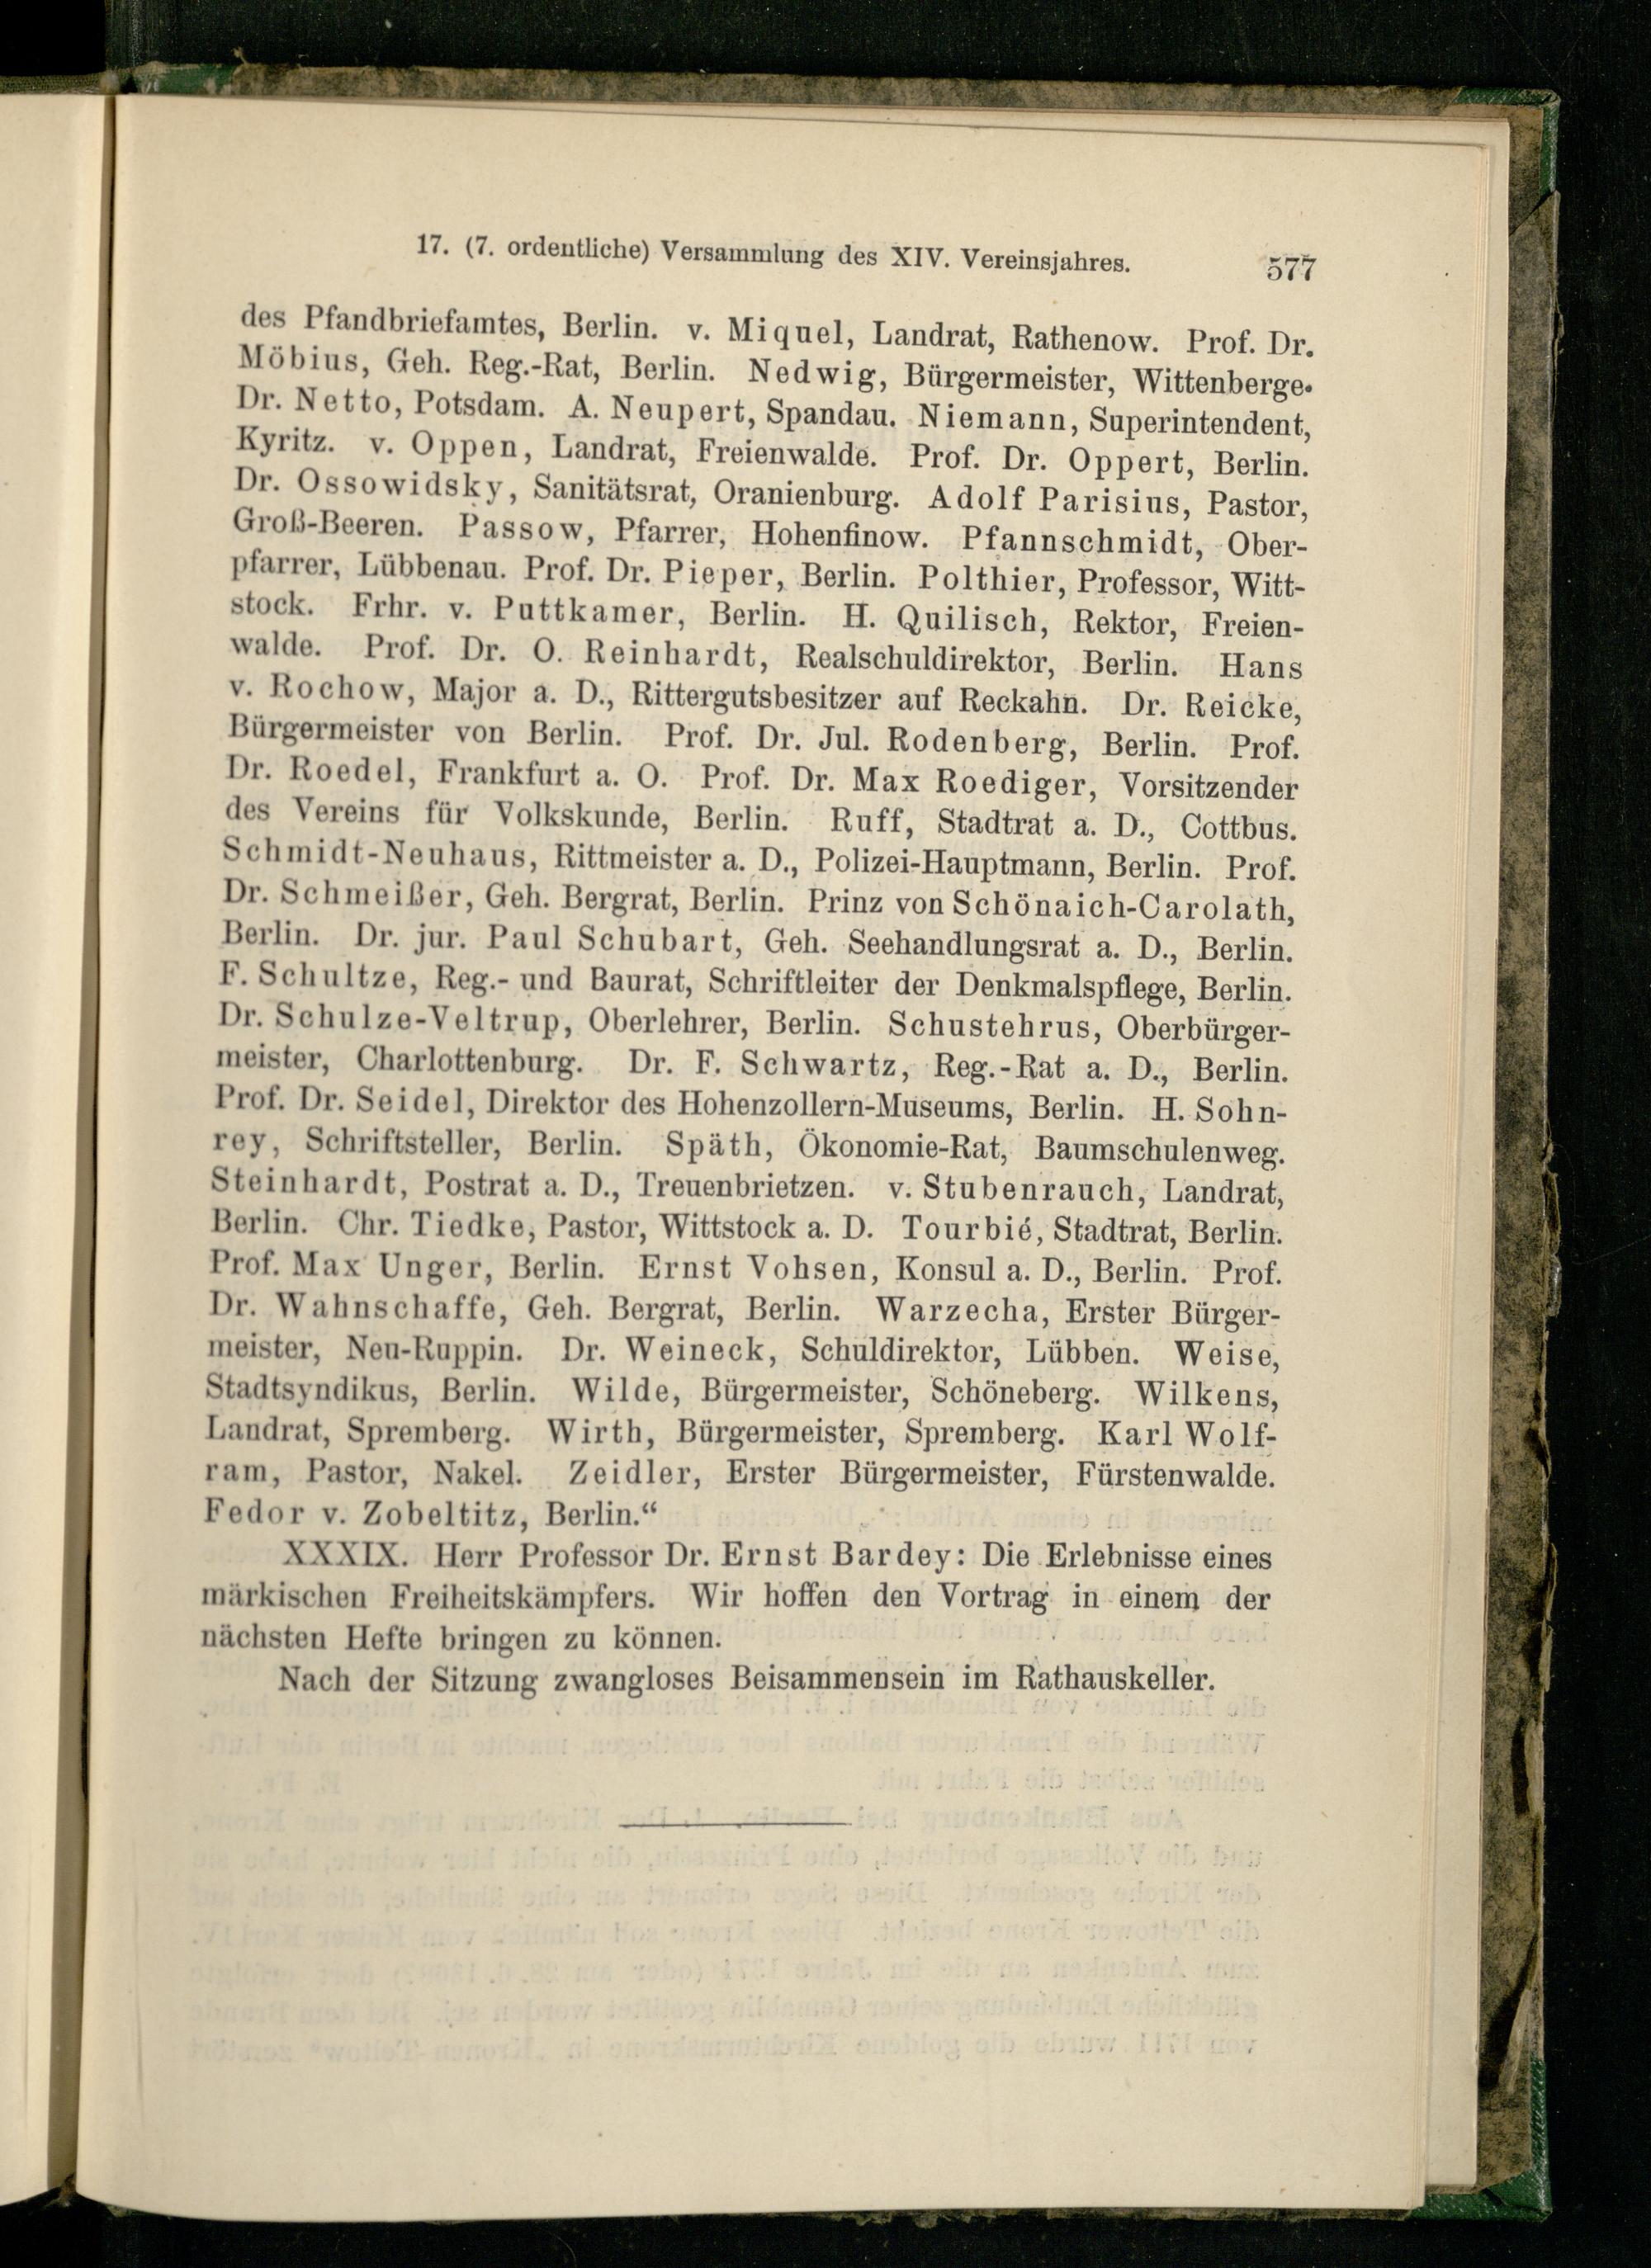 17. (7. ordentliche) Versammlung des XIV. Vereinsjahres. 577
des Pfandbriefamtes, Berlin. v. Miquel, Landrat, Rathenow. Prof. Dr.
Möbius, Geh. Reg.-Rat, Berlin. Nedwig, Bürgermeister, Wittenberge.
Dr. Netto, Potsdam. A. Neupert, Spandau. Niemann, Superintendent,
Kyritz. v. Oppen, Landrat, Freienwalde. Prof. Dr. Oppert, Berlin.
Dr. Ossowidsky, Sanitätsrat, Oranienburg. Adolf Parisius, Pastor,
Groß-Beeren. Passow, Pfarrer, Hohenfinow. Pfannschmidt, Ober-
pfarrer, Lübbenau. Prof. Dr. Pieper, Berlin. Polthier, Professor, Witt-
stock. Frhr. v. Puttkamer, Berlin. H. Quilisch, Rektor, Freien-
walde. Prof. Dr. O. Reinhardt, Realschuldirektor, Berlin. Hans
v. Rochow, Major a. D., Rittergutsbesitzer auf Reckahn. Dr. Reicke,
Bürgermeister von Berlin. Prof. Dr. Jul. Rodenberg, Berlin. Prof.
Dr. Roedel, Frankfurt a. O. Prof. Dr. Max Roediger, Vorsitzender
des Vereins für Volkskunde, Berlin. Ruff, Stadtrat a. D., Cottbus.
Schmidt-Neuhaus, Rittmeister a. D., Polizei-Hauptmann, Berlin. Prof.
Dr. Schmeißer, Geh. Bergrat, Berlin. Prinz von Schönaich-Carolath,
Berlin. Dr. jur. Paul Schubart, Geh. Seehandlungsrat a. D., Berlin.
F. Schultze, Reg.- und Baurat, Schriftleiter der Denkmalspflege, Berlin.
Dr. Schulze-Veltrup, Oberlehrer, Berlin. Schustehrus, Oberbürger-
meister, Charlottenburg. Dr. F. Schwartz, Reg.-Rat a. D., Berlin.
Prof. Dr. Seidel, Direktor des Hohenzollern-Museums, Berlin. H. Sohn-
rey, Schriftsteller, Berlin. Späth, Ökonomie-Rat, Baumschulenweg.
Steinhardt, Postrat a. D., Treuenbrietzen. v. Stubenrauch, Landrat,
Berlin. Chr. Tiedke, Pastor, Wittstock a. D. Tourbié, Stadtrat, Berlin.
Prof. Max Unger, Berlin. Ernst Vohsen, Konsul a. D., Berlin. Prof.
Dr. Wahnschaffe, Geh. Bergrat, Berlin. Warzecha, Erster Bürger-
meister, Neu-Ruppin. Dr. Weineck, Schuldirektor, Lübben. Weise,
Stadtsyndikus, Berlin. Wilde, Bürgermeister, Schöneberg. Wilkens,
Landrat, Spremberg. Wirth, Bürgermeister, Spremberg. Karl Wolf-
ram, Pastor, Nakel. Zeidler, Erster Bürgermeister, Fürstenwalde.
Fedor v. Zobeltitz, Berlin.“
XXXIX. Herr Professor Dr. Ernst Bardey: Die Erlebnisse eines
märkischen Freiheitskämpfers. Wir hoffen den Vortrag in einem der
nächsten Hefte bringen zu können.
Nach der Sitzung zwangloses Beisammensein im Rathauskeller.